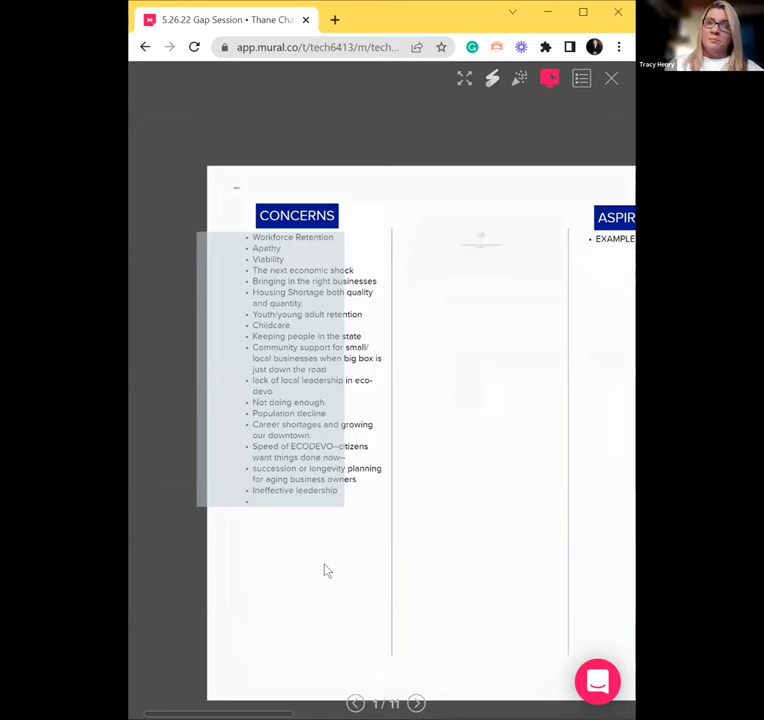 5.26.22 Gap Session • Thane Cha
app.mural.co/t/tech6413/m/tech...
Tracy Henry
CONCERNS
• Workforce Retention
• Apathy
• Viability
• The next economic shock
• Bringing in the right businesses
• Housing Shortage both quality
and quantity.
• Youth/young adult retention
• Childcare
• Keeping people in the state
• Community support for small/
local businesses when big box is
just down the road
• lack of local leadership in eco-
devo
• Not doing enough.
• Population decline
• Career shortages and growing
our downtown.
• Speed of ECODEVO--citizens
want things done now--
• succession or longevity planning
for aging business owners
• Ineffective leadership
•
ASPIR
• EXAMPLE
1 / 11